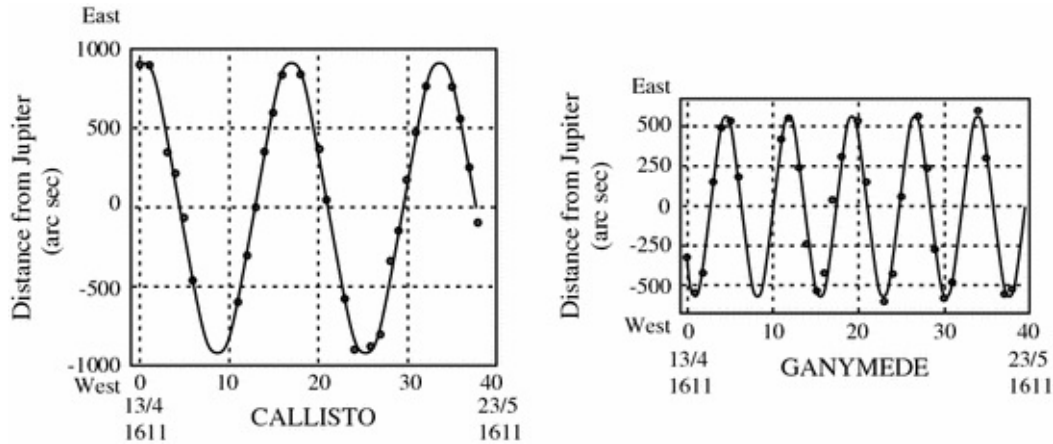 East
1000
500
0
-500
-1000
West
Distance from Jupiter
(arc sec)
0 10 20 30 40
13/4 23/5
1611 CALLISTO 1611
East
500
250
0
-250
-500
West
Distance from Jupiter
(arc sec)
0 10 20 30 40
13/4 23/5
1611 GANYMEDE 1611